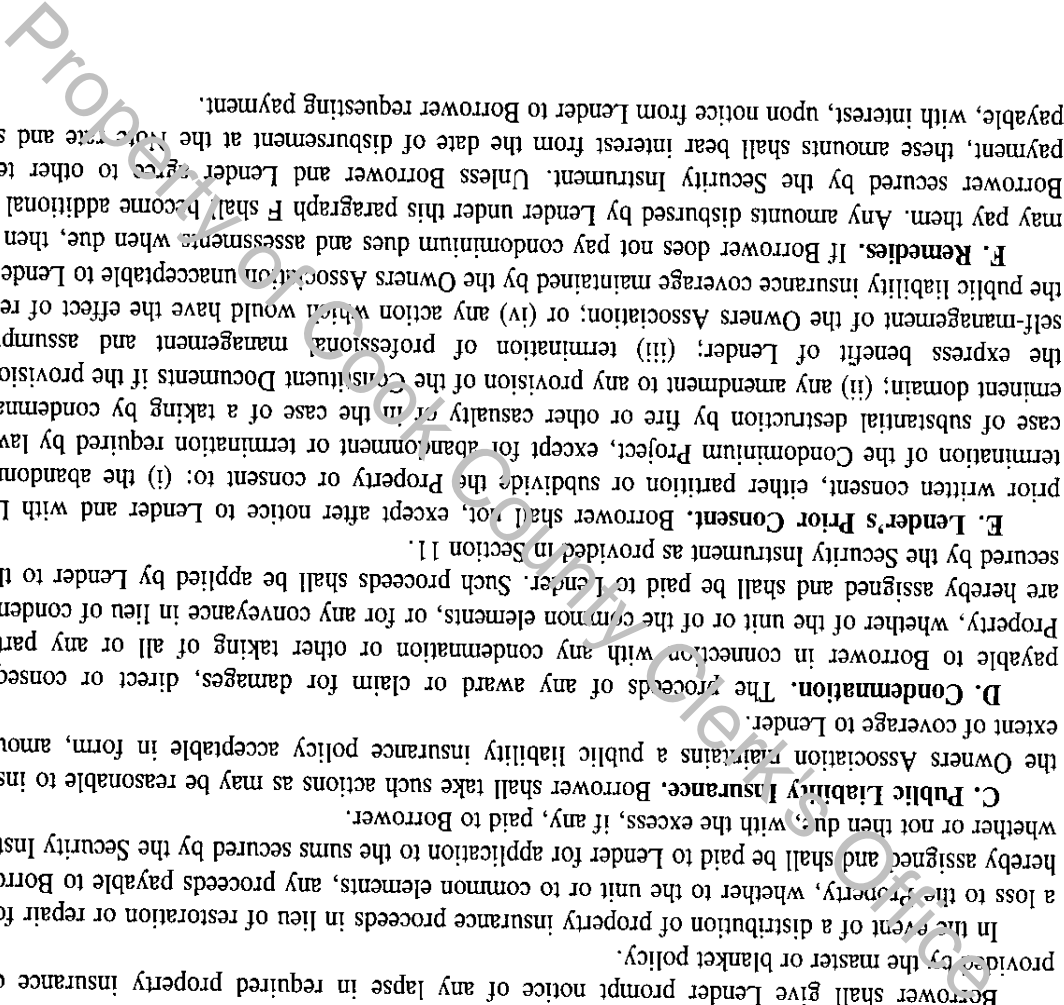 Borrower shall give Lender prompt notice of any lapse in required property insurance c
provided by the master or blanket policy.
In the event of a distribution of property insurance proceeds in lieu of restoration or repair fo
a loss to the Property, whether to the unit or to common elements, any proceeds payable to Borro
hereby assigned and shall be paid to Lender for application to the sums secured by the Security Inst
whether or not then due, with the excess, if any, paid to Borrower.
C. Public Liability Insurance. Borrower shall take such actions as may be reasonable to ins
the Owners Association maintains a public liability insurance policy acceptable in form, amou
extent of coverage to Lender.
D. Condemnation. The proceeds of any award or claim for damages, direct or conseq
payable to Borrower in connection with any condemnation or other taking of all or any part
Property, whether of the unit or of the common elements, or for any conveyance in lieu of conden
are hereby assigned and shall be paid to Lender. Such proceeds shall be applied by Lender to th
secured by the Security Instrument as provided in Section 11.
E. Lender's Prior Consent. Borrower shall not, except after notice to Lender and with L
prior written consent, either partition or subdivide the Property or consent to: (i) the abandonm
termination of the Condominium Project, except for abandonment or termination required by law
case of substantial destruction by fire or other casualty or in the case of a taking by condemna
eminent domain; (ii) any amendment to any provision of the Constituent Documents if the provisio
the express benefit of Lender; (iii) termination of professional management and assump
self-management of the Owners Association; or (iv) any action which would have the effect of re
the public liability insurance coverage maintained by the Owners Association unacceptable to Lende
F. Remedies. If Borrower does not pay condominium dues and assessments when due, then
may pay them. Any amounts disbursed by Lender under this paragraph F shall become additional
Borrower secured by the Security Instrument. Unless Borrower and Lender agree to other te
payment, these amounts shall bear interest from the date of disbursement at the Note rate and s
payable, with interest, upon notice from Lender to Borrower requesting payment.
Property of Cook County Clerk's Office